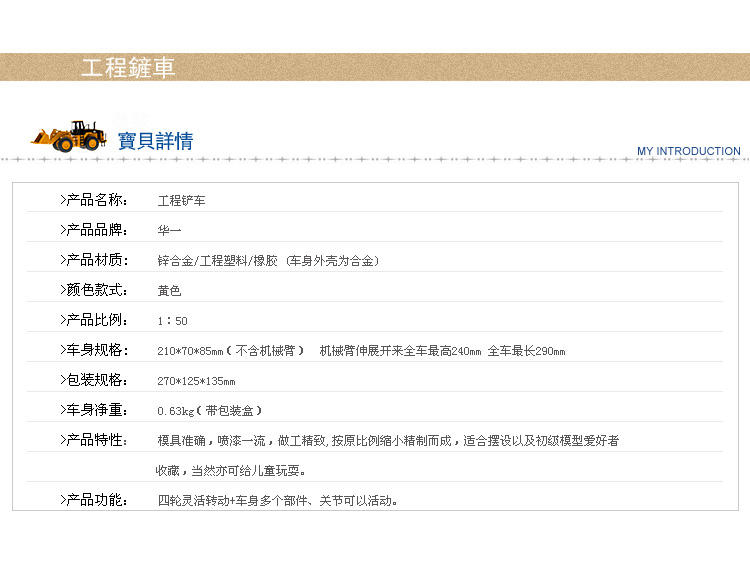 工程鏟車
寶貝詳情
MY INTRODUCTION
>产品名称： 工程铲车
>产品品牌： 华一
>产品材质： 锌合金/工程塑料/橡胶 （车身外壳为合金）
>颜色款式： 黄色
>产品比例： 1：50
>车身规格： 210*70*85mm（不含机械臂） 机械臂伸展开来全车最高240mm 全车最长290mm
>包装规格： 270*125*135mm
>车身净重： 0.63kg（带包装盒）
>产品特性： 模具准确，喷漆一流，做工精致,按原比例缩小精制而成，适合摆设以及初级模型爱好者
收藏，当然亦可给儿童玩耍。
>产品功能： 四轮灵活转动+车身多个部件、关节可以活动。